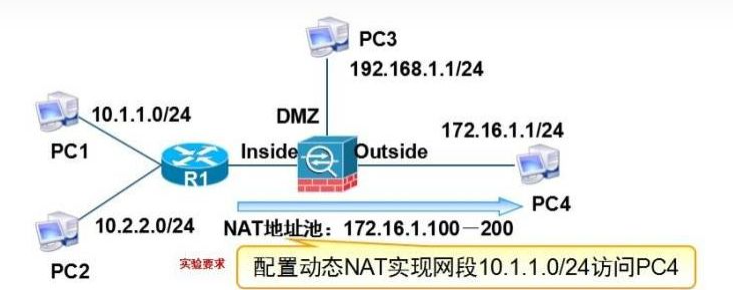 PC3
192.168.1.1/24
10.1.1.0/24
DMZ
172.16.1.1/24
PC1
Inside
Outside
R1
PC4
10.2.2.0/24
NAT地址池：172.16.1.100－200
PC2
实验要求
配置动态NAT实现网段10.1.1.0/24访问PC4